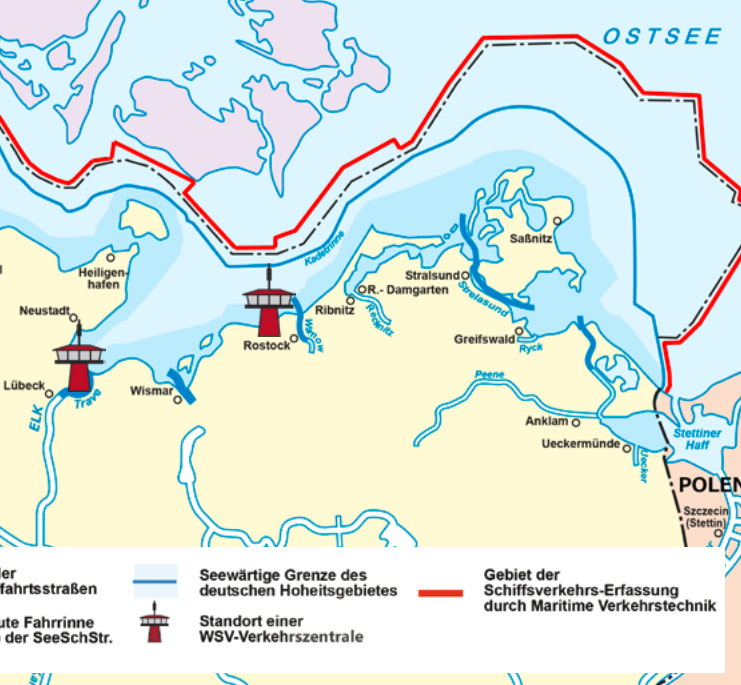 OSTSEE
Kadetrinne
Saßnitz
Heiligen-
hafen
Stralsund
R.- Damgarten
Strelasund
Neustadt
Ribnitz
Recknitz
Warnow
Rostock
Greifswald
Ryck
Lübeck
Trave
Wismar
Peene
ELK
Anklam
Stettiner
Haff
Ueckermünde
Uecker
POLEN
Szczecin
(Stettin)
fahrtsstraßen
Fahrrinne
der SeeSchStr.
Seewärtige Grenze des
deutschen Hoheitsgebietes
Standort einer
WSV-Verkehrszentrale
Gebiet der
Schiffsverkehrs-Erfassung
durch Maritime Verkehrstechnik